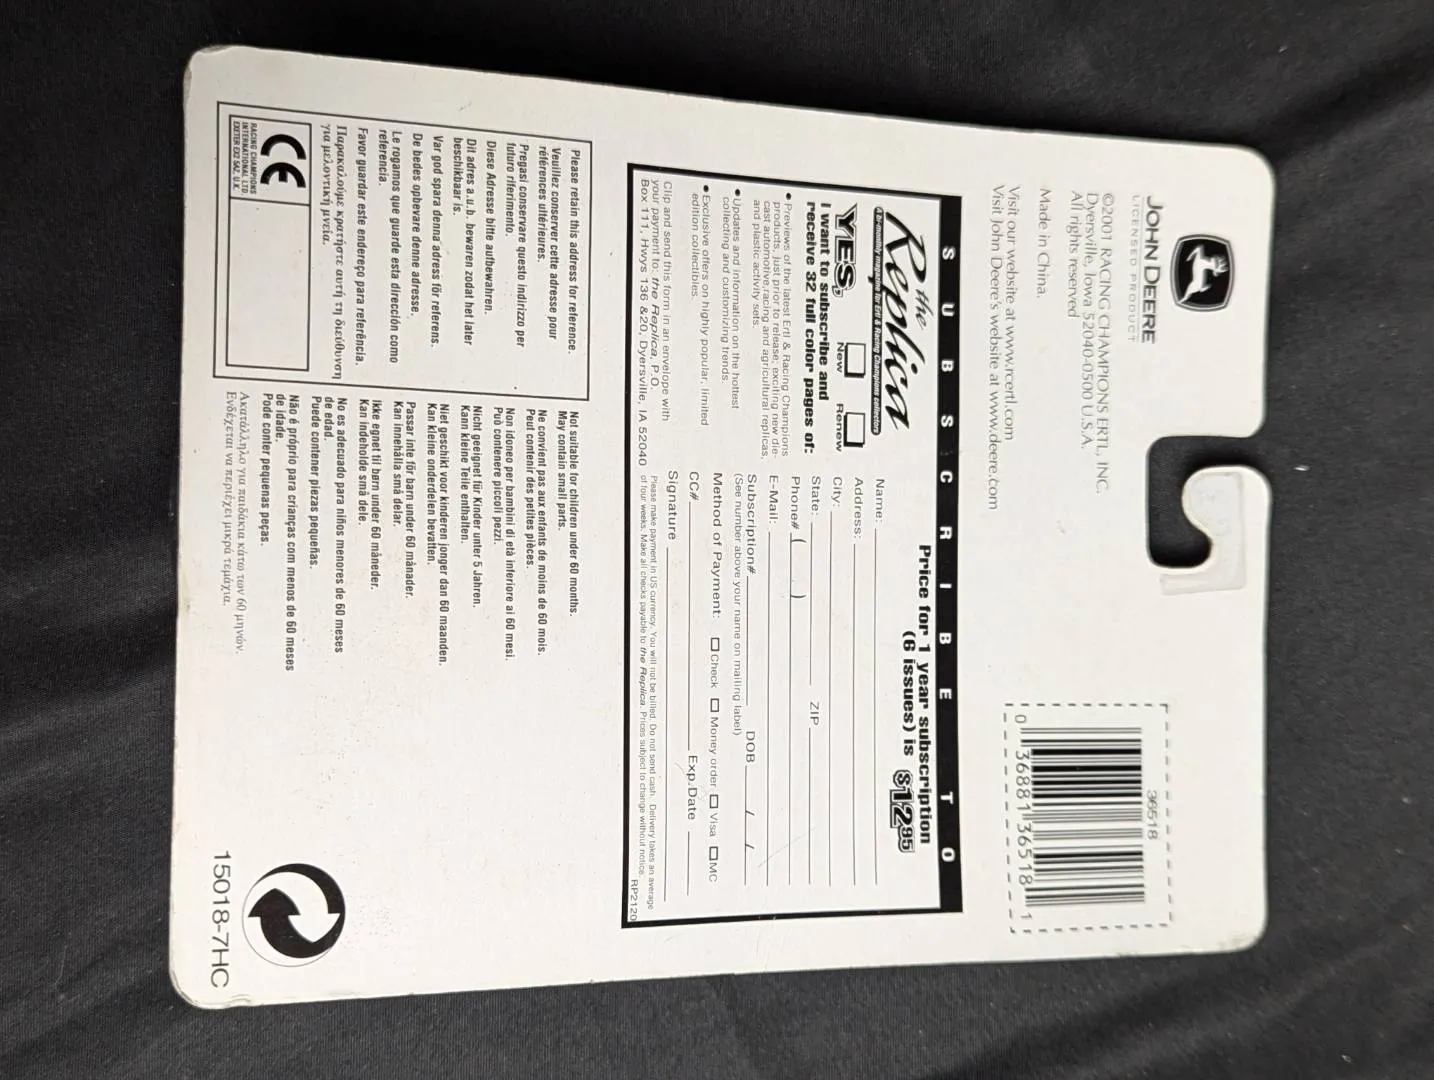 JOHN DEERE
LICENSED PRODUCT
©2001 RACING CHAMPIONS ERTL, INC.
Dyersville, Iowa 52040-0500 U.S.A.
All rights reserved
Made in China.
Visit our website at www.rcertl.com
Visit John Deere's website at www.deere.com
36518
0 36881 36518 1
SUBSCRIBE TO
the
Replica
A bi-monthly magazine for Ertl & Racing Champions collectors
YES,
New
Renew
I want to subscribe and
receive 32 full color pages of:
• Previews of the latest Ertl & Racing Champions
products, just prior to release; exciting new die-
cast automotive,racing and agricultural replicas,
and plastic activity sets.
• Updates and information on the hottest
collecting and customizing trends.
• Exclusive offers on highly popular, limited
edition collectibles.
Clip and send this form in an envelope with
your payment to: the Replica, P.O.
Box 111, Hwys 136 &20, Dyersville, IA 52040
Price for 1 year subscription
(6 issues) is $12.95
Name:
Address:
City:
State: ZIP
Phone# ( )
E-Mail:
Subscription# DOB / /
(See number above your name on mailing label)
Method of Payment: Check Money order Visa MC
CC# Exp.Date
Signature
Please make payment in US currency. You will not be billed. Do not send cash. Delivery takes an average
of four weeks. Make all checks payable to the Replica. Prices subject to change without notice.
RP2120
Please retain this address for reference.
Veuillez conserver cette adresse pour
références ultérieures.
Pregasi conservare questo indirizzo per
futuro riferimento.
Diese Adresse bitte aufbewahren.
Dit adres a.u.b. bewaren zodat het later
beschikbaar is.
Var god spara denna adress för referens.
De bedes opbevare denne adresse.
Le rogamos que guarde esta dirección como
referencia.
Favor guardar este endereço para referência.
Παρακαλούμε κρατήστε αυτή τη διεύθυνση
για μελοντική μνεία.
CE
RACING CHAMPIONS
INTERNATIONAL LTD.
EXETER EX2 5AZ, U.K.
Not suitable for children under 60 months.
May contain small parts.
Ne convient pas aux enfants de moins de 60 mois.
Peut contenir des petites pièces.
Non idoneo per bambini di età inferiore ai 60 mesi.
Può contenere piccoli pezzi.
Nicht geeignet für Kinder unter 5 Jahren.
Kann kleine Teile enthalten.
Niet geschikt voor kinderen jonger dan 60 maanden.
Kan kleine onderdelen bevatten.
Passar inte för barn under 60 månader.
Kan innehålla små delar.
Ikke egnet til børn under 60 måneder.
Kan indeholde små dele.
No es adecuado para niños menores de 60 meses
de edad.
Puede contener piezas pequeñas.
Não é próprio para crianças com menos de 60 meses
de idade.
Pode conter pequenas peças.
Ακατάλληλο για παιδάκια κάτω των 60 μηνών.
Ενδέχεται να περιέχει μικρά τεμάχια.
15018-7HC